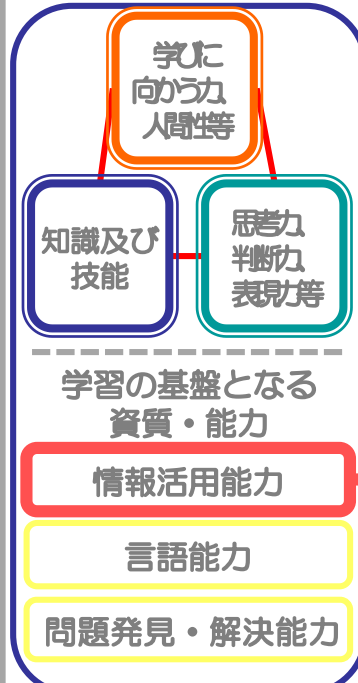 学びに
向かう力、
人間性等
知識及び
技能
思考力、
判断力、
表現力等
学習の基盤となる
資質・能力
情報活用能力
言語能力
問題発見・解決能力